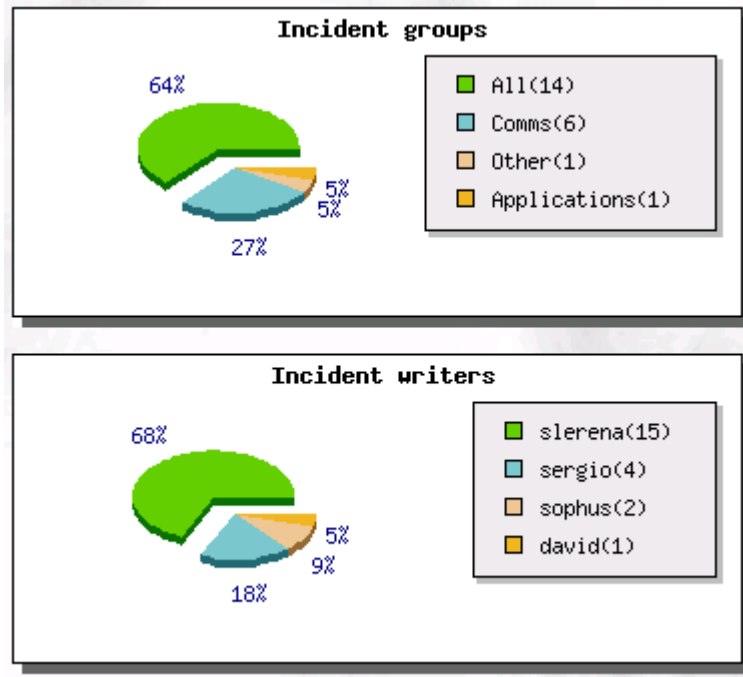 Incident groups
64%
5%
5%
27%
All(14)
Comms(6)
Other(1)
Applications(1)
Incident writers
68%
5%
9%
18%
slerena(15)
sergio(4)
sophus(2)
david(1)